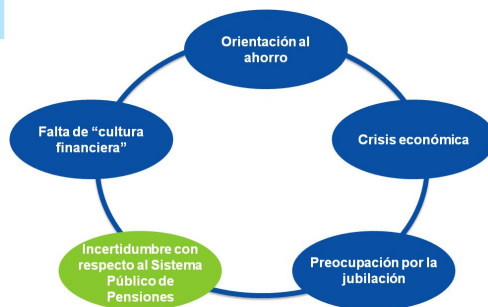 Orientación al
ahorro
Falta de “cultura
financiera”
Crisis económica
Incertidumbre con
respecto al Sistema
Público de
Pensiones
Preocupación por la
jubilación